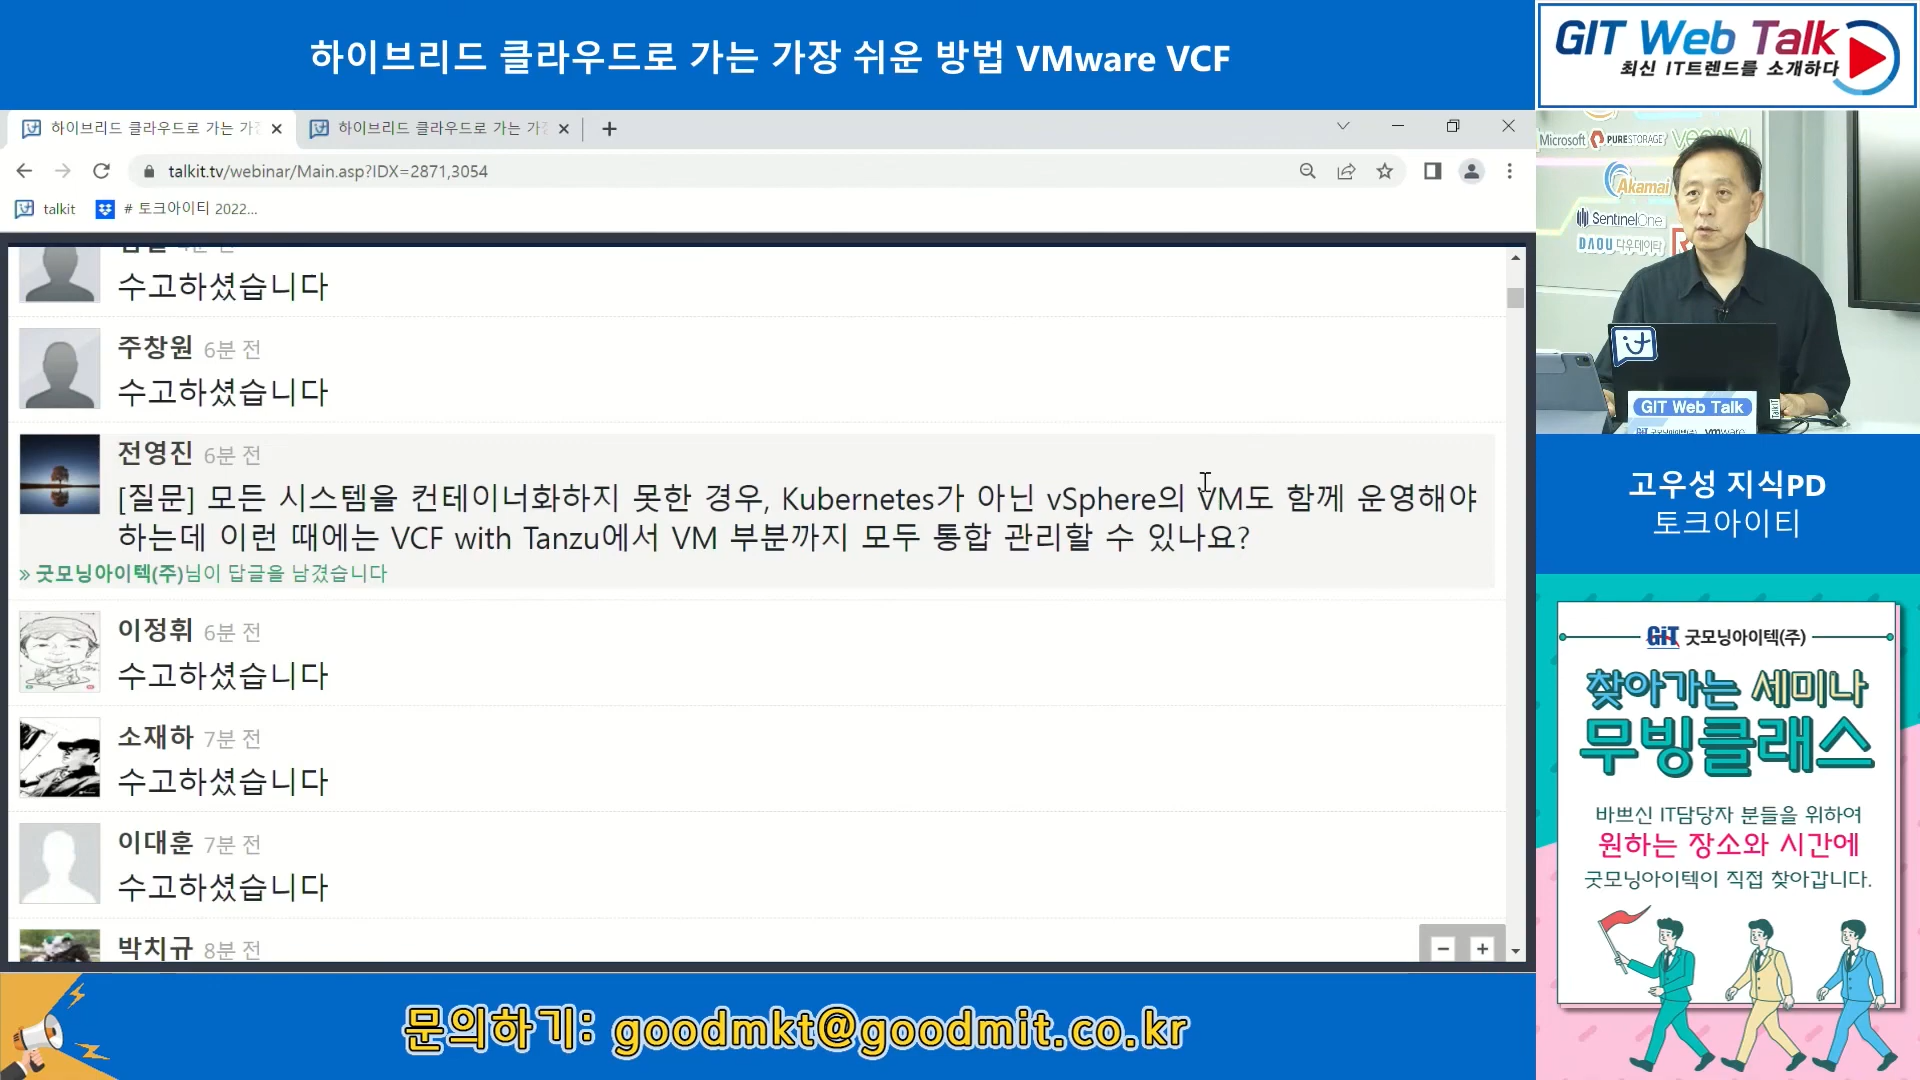 하이브리드 클라우드로 가는 가장 쉬운 방법 VMware VCF
GIT Web Talk
최신 IT트렌드를 소개하다
하이브리드 클라우드로 가는 가
하이브리드 클라우드로 가는 가
talkit.tv/webinar/Main.asp?IDX=2871,3054
talkit
# 토크아이티 2022...
수고하셨습니다
주창원 6분 전
수고하셨습니다
전영진 6분 전
[질문] 모든 시스템을 컨테이너화하지 못한 경우, Kubernetes가 아닌 vSphere의 VM도 함께 운영해야
하는데 이런 때에는 VCF with Tanzu에서 VM 부분까지 모두 통합 관리할 수 있나요?
» 굿모닝아이텍(주)님이 답글을 남겼습니다
이정휘 6분 전
수고하셨습니다
소재하 7분 전
수고하셨습니다
이대훈 7분 전
수고하셨습니다
박치규 8분 전
Microsoft PURESTORAGE VEEAM
Akamai
SentinelOne
DAOU 다우데이타
GIT Web Talk
고우성 지식PD
토크아이티
GiT 굿모닝아이텍(주)
찾아가는 세미나
무빙클래스
바쁘신 IT담당자 분들을 위하여
원하는 장소와 시간에
굿모닝아이텍이 직접 찾아갑니다.
문의하기: goodmkt@goodmit.co.kr